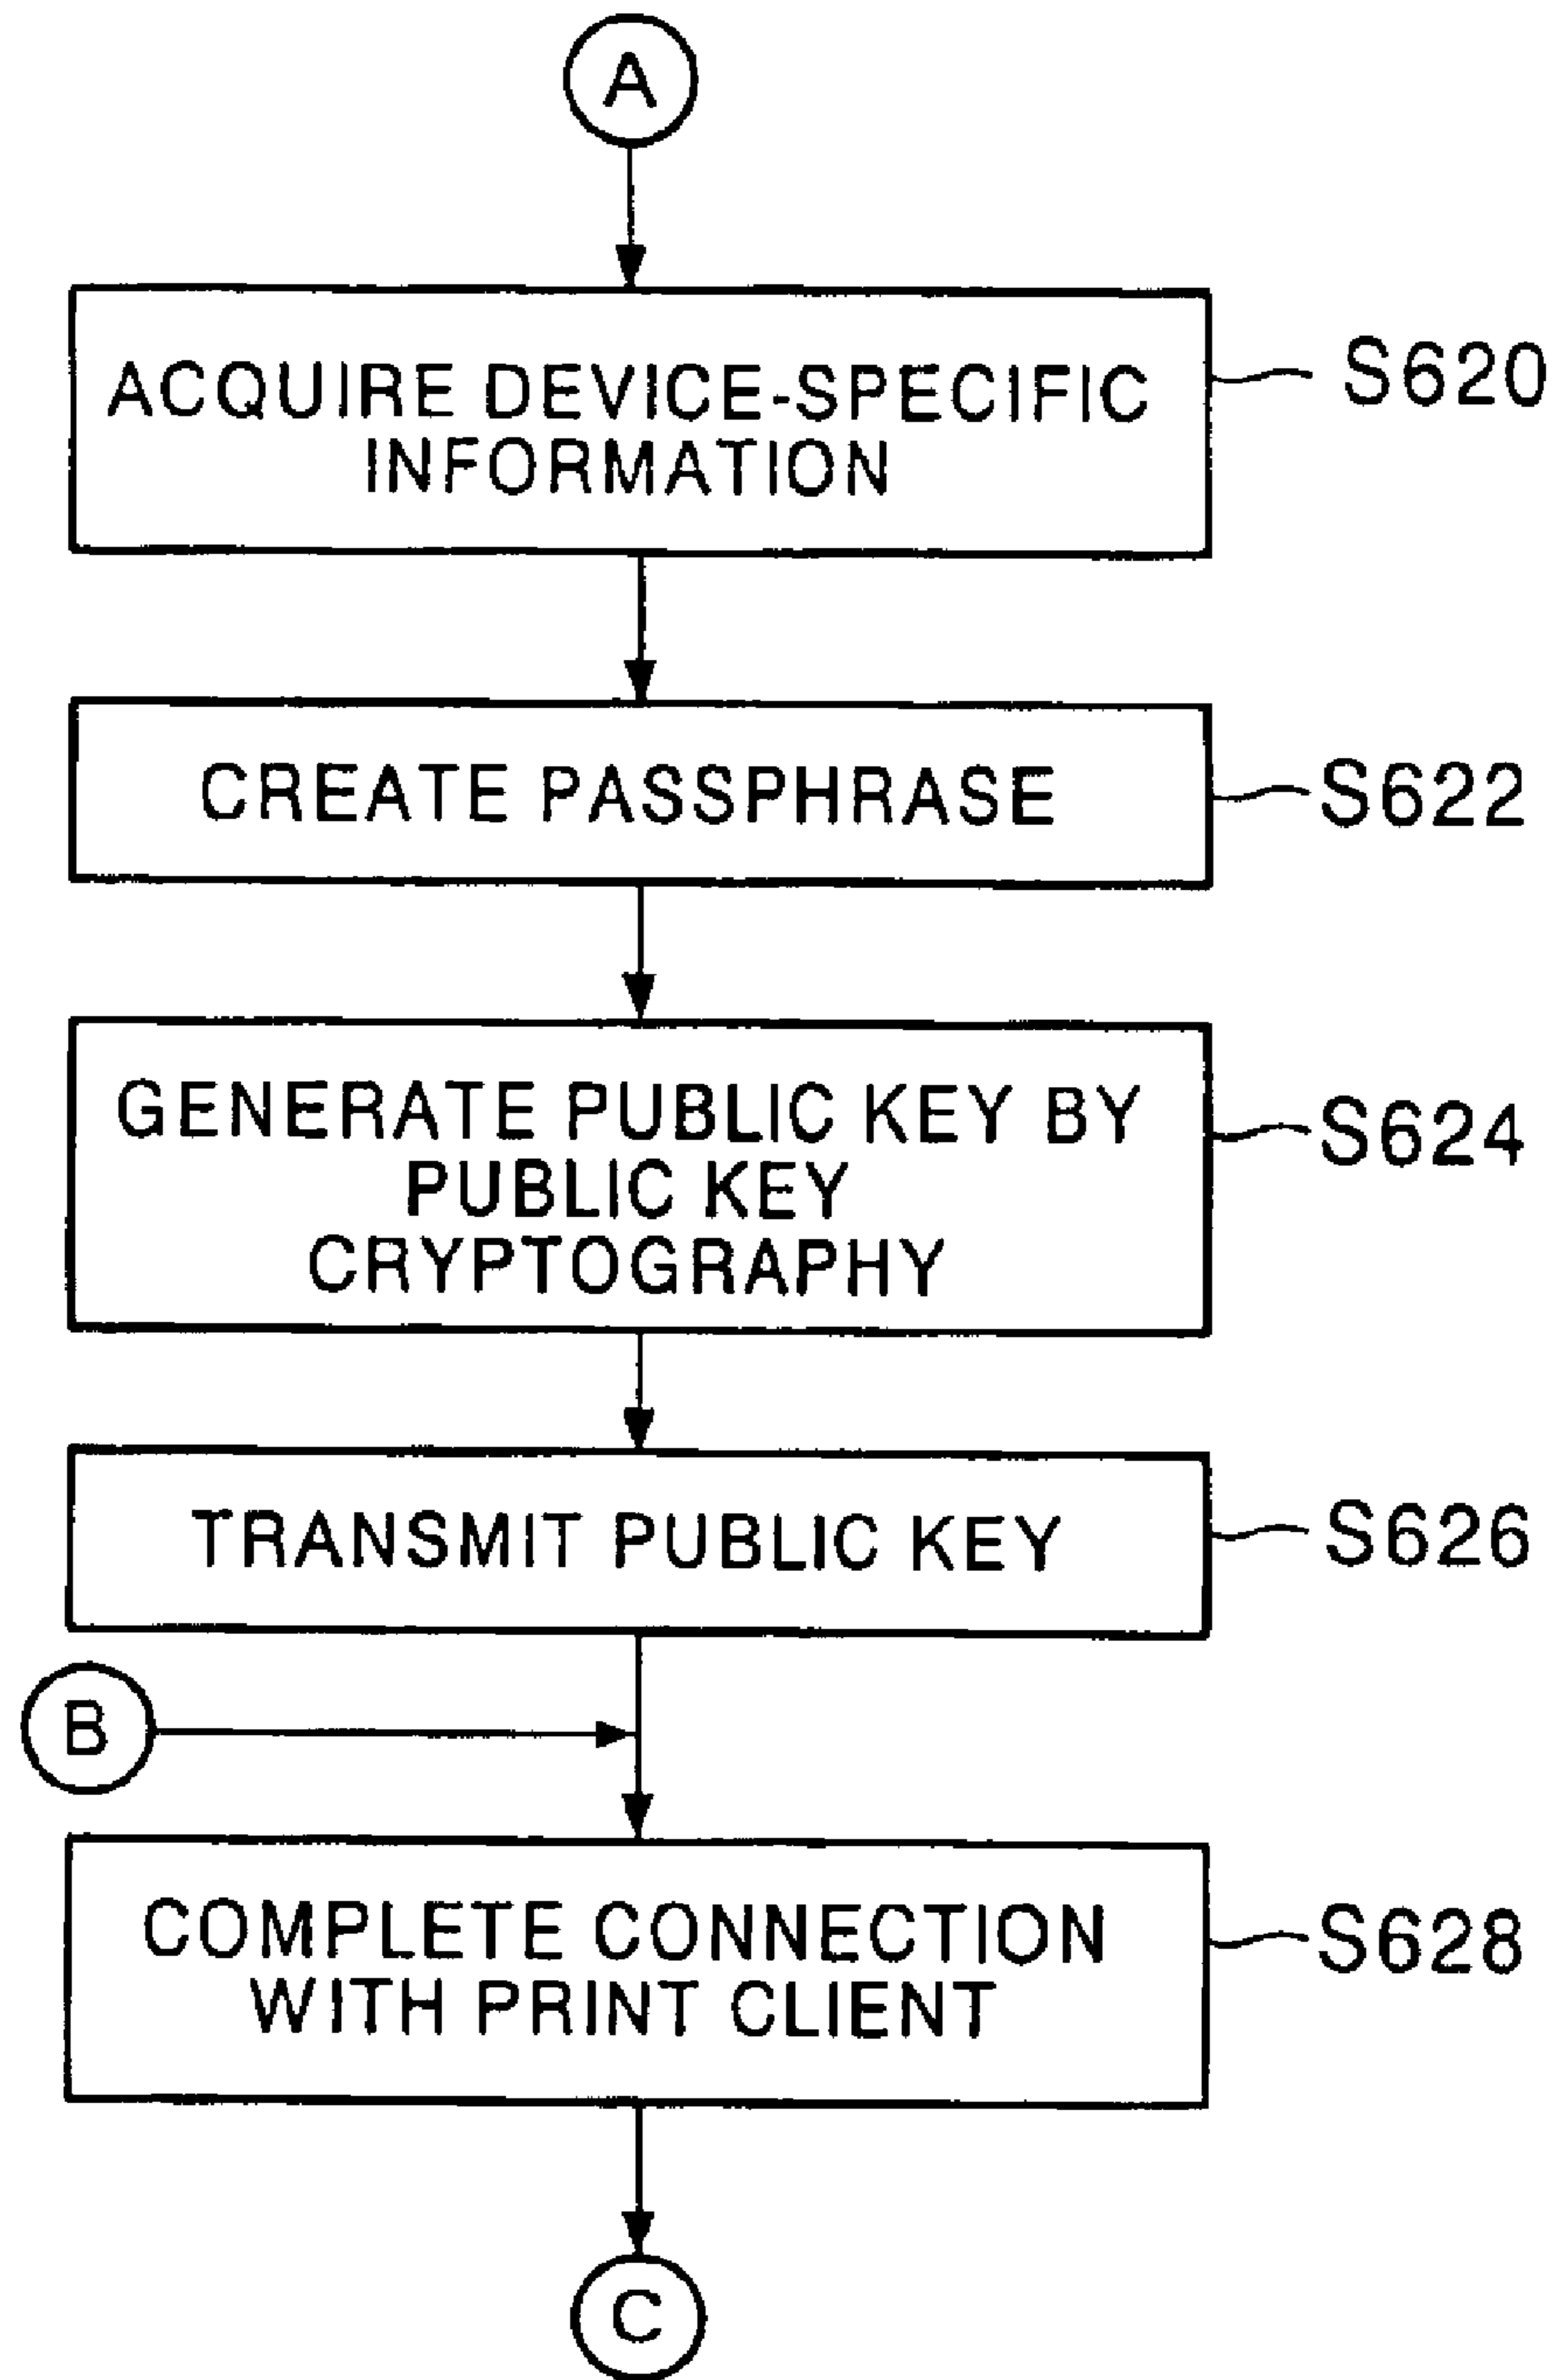 A
ACQUIRE DEVICE-SPECIFIC
INFORMATION
S620
CREATE PASSPHRASE
S622
GENERATE PUBLIC KEY BY
PUBLIC KEY
CRYPTOGRAPHY
S624
TRANSMIT PUBLIC KEY
S626
B
COMPLETE CONNECTION
WITH PRINT CLIENT
S628
C